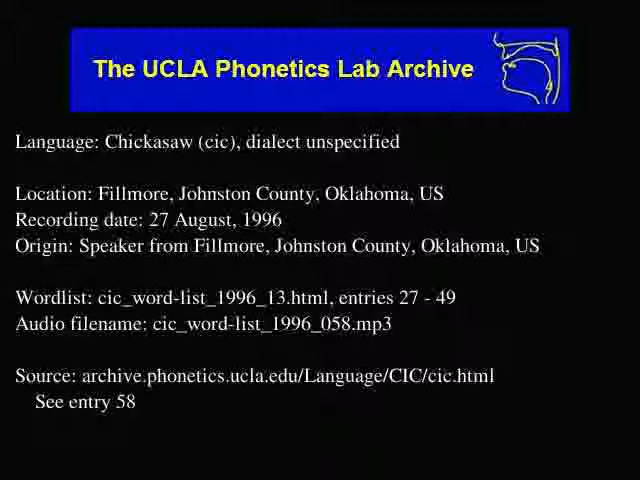 The UCLA Phonetics Lab Archive
Language: Chickasaw (cic), dialect unspecified
Location: Fillmore, Johnston County, Oklahoma, US
Recording date: 27 August, 1996
Origin: Speaker from Fillmore, Johnston County, Oklahoma, US
Wordlist: cic_word-list_1996_13.html, entries 27 - 49
Audio filename: cic_word-list_1996_058.mp3
Source: archive.phonetics.ucla.edu/Language/CIC/cic.html
See entry 58